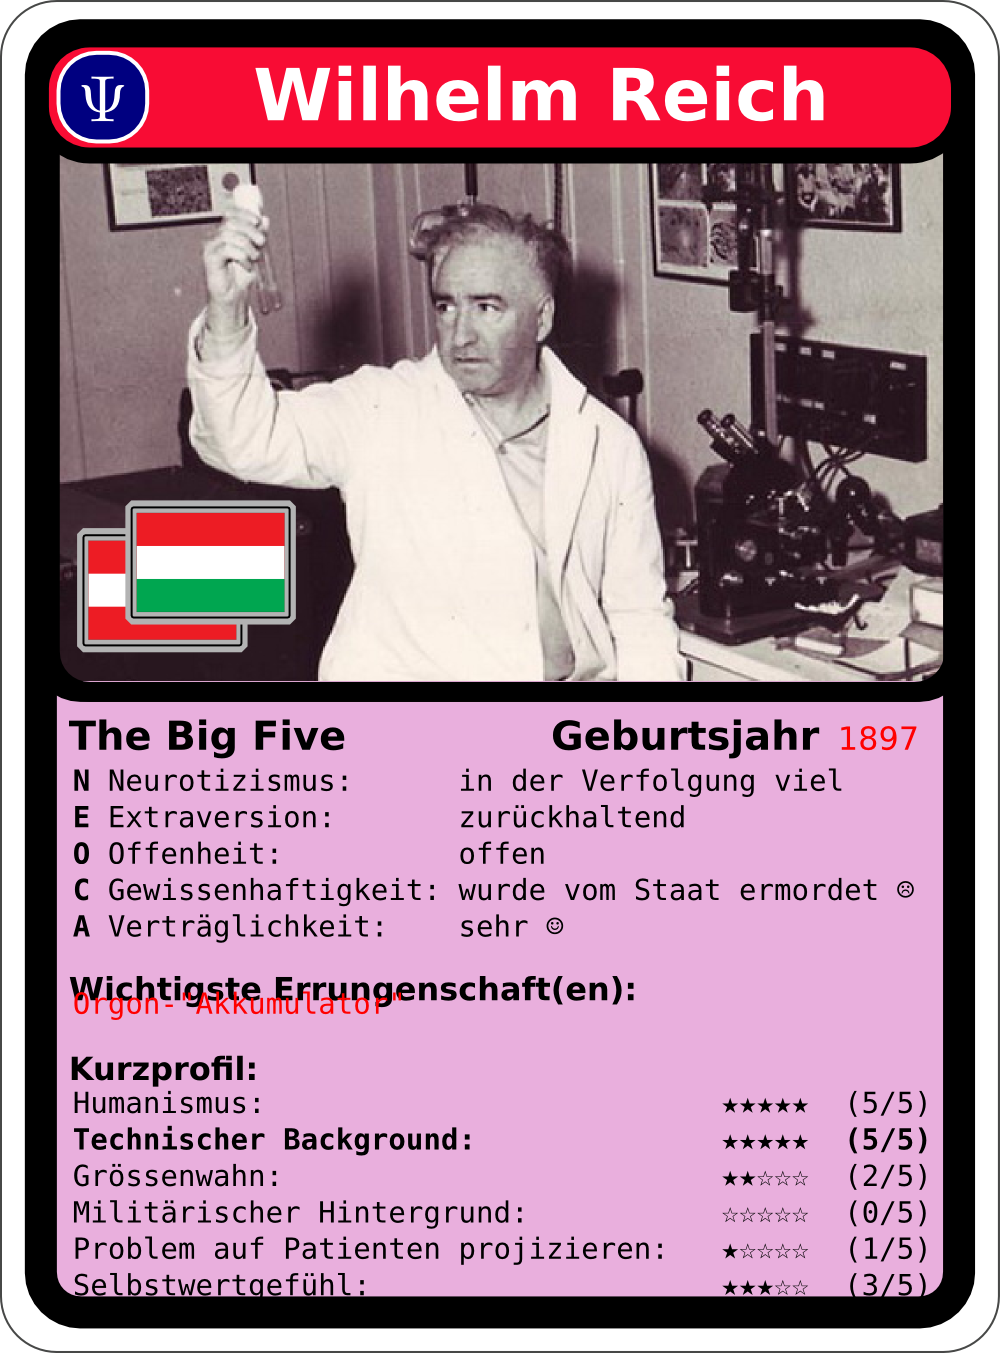 Ψ Wilhelm Reich
The Big Five Geburtsjahr 1897
N Neurotizismus: in der Verfolgung viel
E Extraversion: zurückhaltend
O Offenheit: offen
C Gewissenhaftigkeit: wurde vom Staat ermordet ☹
A Verträglichkeit: sehr ☺
Wichtigste Errungenschaft(en):
Orgon-"Akkumulator"
Kurzprofil:
Humanismus: ★★★★★ (5/5)
Technischer Background: ★★★★★ (5/5)
Grössenwahn: ★★☆☆☆ (2/5)
Militärischer Hintergrund: ☆☆☆☆☆ (0/5)
Problem auf Patienten projizieren: ★☆☆☆☆ (1/5)
Selbstwertgefühl: ★★★☆☆ (3/5)